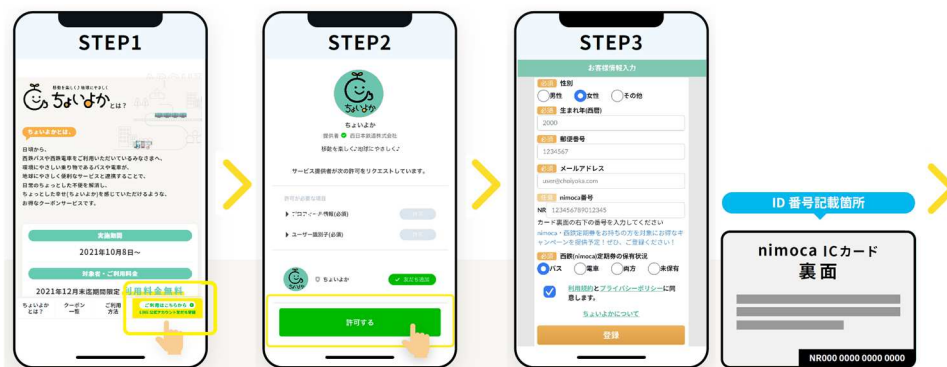 STEP1
移動を楽しく♪地球にやさしく
ちょいよかとは？
ちょいよかとは、
日頃から、
西鉄バスや西鉄電車をご利用いただいているみなさまへ、
環境にやさしい乗り物であるバスや電車が、
地球にやさしく便利なサービスと連携することで、
日常のちょっとした不便を解消し、
ちょっとした幸せ(ちょいよか)を感じていただけるような、
お得なクーポンサービスです。
実施期間
2021年10月8日〜
対象者・ご利用料金
2021年12月末迄期間限定 利用料金無料
ちょいよかとは？
クーポン一覧
ご利用方法
ご利用はこちらから
STEP2
ちょいよか
ちょいよか
提供者 西日本鉄道株式会社
移動を楽しく♪地球にやさしく♪
サービス提供者が次の許可をリクエストしています。
許可が必要な項目
プロフィール情報(必須)
ユーザー識別子(必須)
ちょいよか
ちょいよか
友だち追加
許可する
STEP3
お客様情報入力
必須 性別
男性 女性 その他
必須 生まれ年(西暦)
2000
必須 郵便番号
1234567
必須 メールアドレス
user@choiyoka.com
任意 nimoca番号
NR 123456789012345
カード裏面の右下の番号を入力してください
nimoca・西鉄定期券をお持ちの方を対象にお得なキ
ャンペーンを提供予定！ぜひ、ご登録ください！
必須 西鉄(nimoca)定期券の保有状況
バス 電車 両方 未保有
利用規約とプライバシーポリシーに同
意します。
ちょいよかについて
登録
ID 番号記載箇所
nimoca ICカード
裏面
NR000 0000 0000 0000